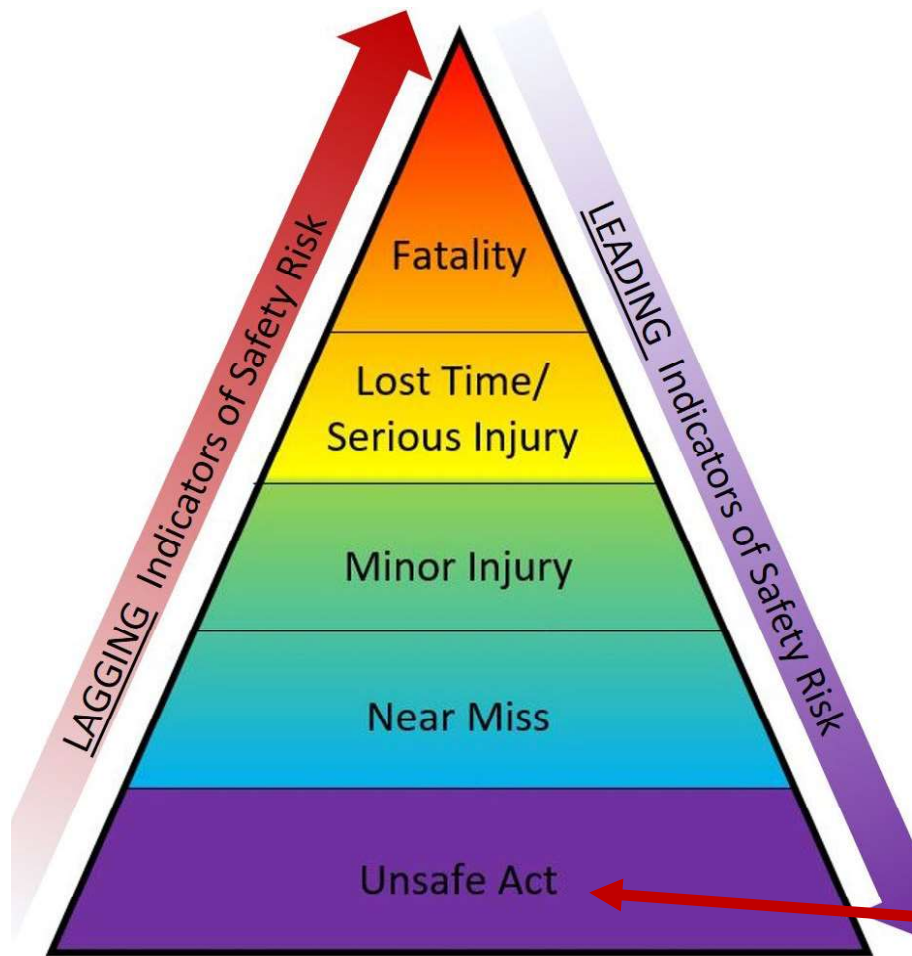 LAGGING Indicators of Safety Risk
LEADING Indicators of Safety Risk
Fatality
Lost Time/
Serious Injury
Minor Injury
Near Miss
Unsafe Act